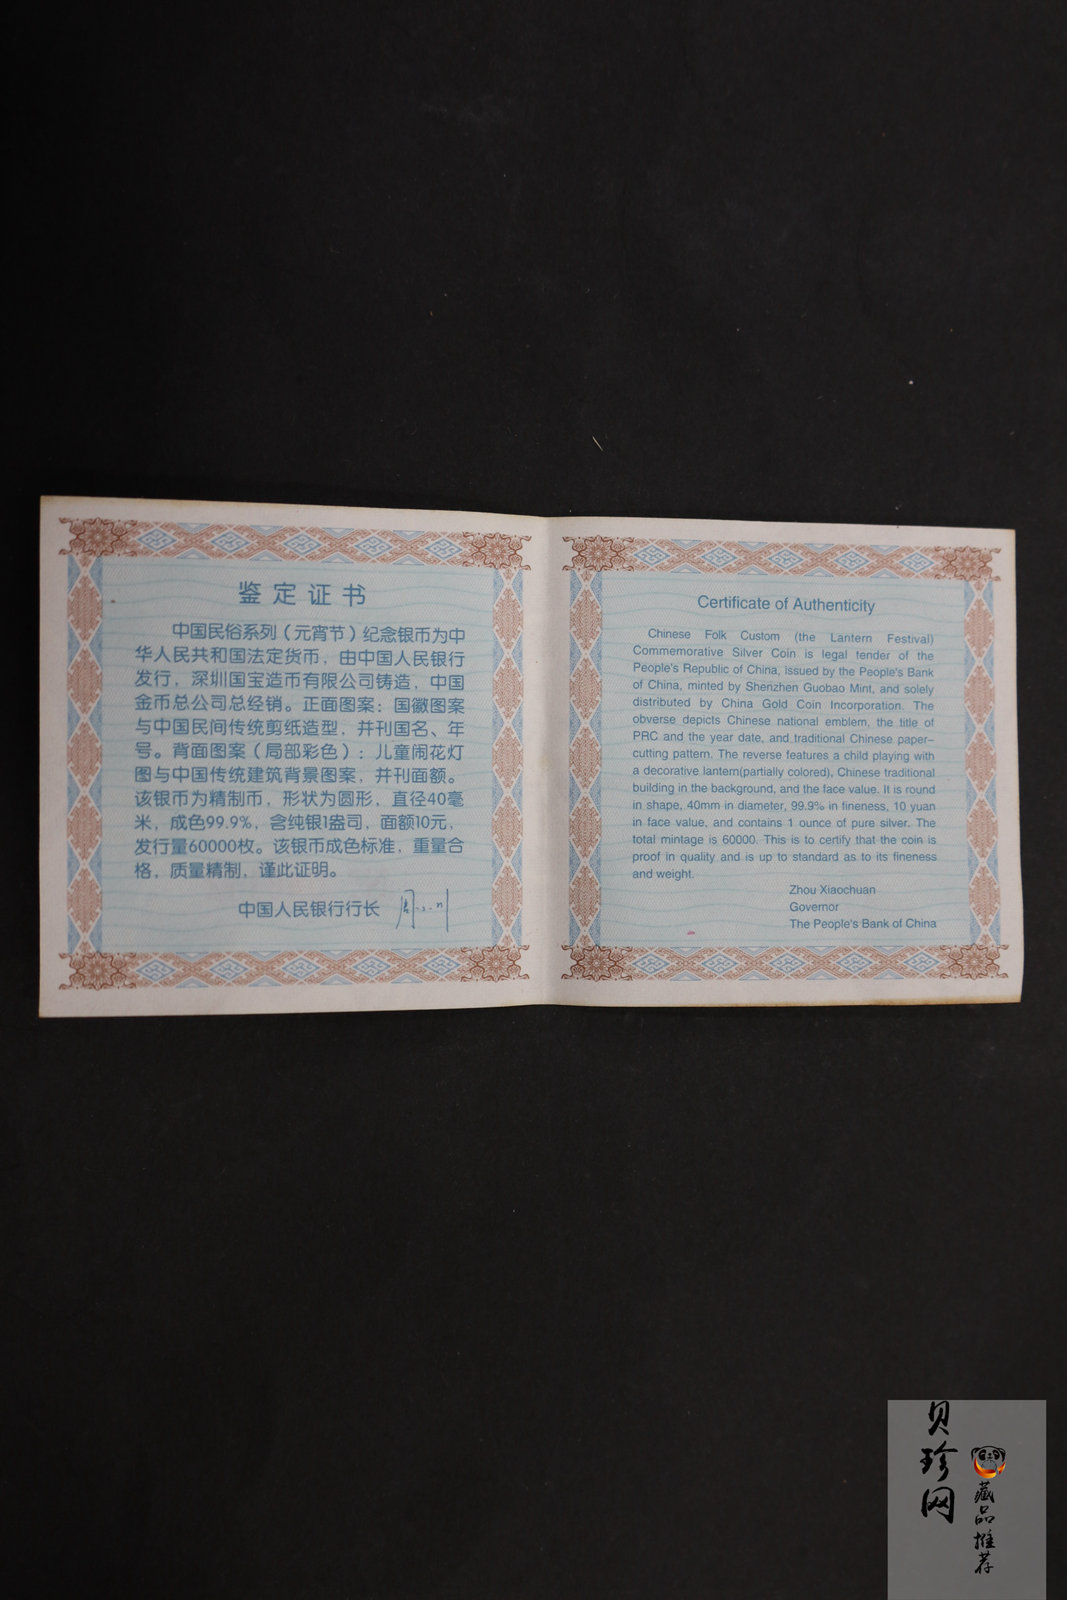 鉴定证书
中国民俗系列（元宵节）纪念银币为中
华人民共和国法定货币，由中国人民银行
发行，深圳国宝造币有限公司铸造，中国
金币总公司总经销。正面图案：国徽图案
与中国民间传统剪纸造型，并刊国名、年
号。背面图案（局部彩色）：儿童闹花灯
图与中国传统建筑背景图案，并刊面额。
该银币为精制币，形状为圆形，直径40毫
米，成色99.9%，含纯银1盎司，面额10元，
发行量60000枚。该银币成色标准，重量合
格，质量精制，谨此证明。
中国人民银行行长
Certificate of Authenticity
Chinese Folk Custom (the Lantern Festival)
Commemorative Silver Coin is legal tender of the
People's Republic of China, issued by the People's Bank
of China, minted by Shenzhen Guobao Mint, and solely
distributed by China Gold Coin Incorporation. The
obverse depicts Chinese national emblem, the title of
PRC and the year date, and traditional Chinese paper-
cutting pattern. The reverse features a child playing with
a decorative lantern(partially colored), Chinese traditional
building in the background, and the face value. It is round
in shape, 40mm in diameter, 99.9% in fineness, 10 yuan
in face value, and contains 1 ounce of pure silver. The
total mintage is 60000. This is to certify that the coin is
proof in quality and is up to standard as to its fineness
and weight.
Zhou Xiaochuan
Governor
The People's Bank of China
贝珍网
藏品推荐